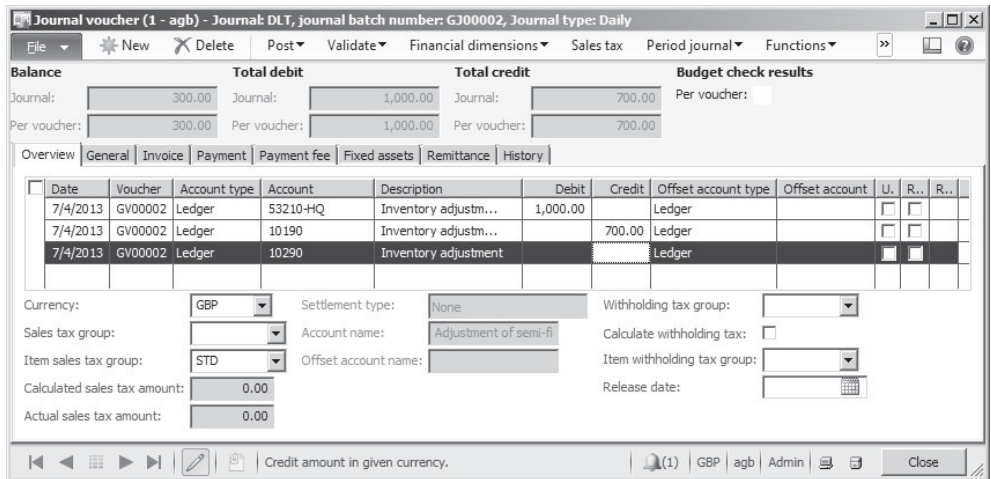 Journal voucher (1 - agb) - Journal: DLT, journal batch number: GJ00002, Journal type: Daily
File New Delete Post Validate Financial dimensions Sales tax Period journal Functions »
Balance Total debit Total credit Budget check results
Journal: 300.00 Journal: 1,000.00 Journal: 700.00 Per voucher:
Per voucher: 300.00 Per voucher: 1,000.00 Per voucher: 700.00
Overview General Invoice Payment Payment fee Fixed assets Remittance History
Date Voucher Account type Account Description Debit Credit Offset account type Offset account U. R... R...
7/4/2013 GV00002 Ledger 53210-HQ Inventory adjustm... 1,000.00 Ledger
7/4/2013 GV00002 Ledger 10190 Inventory adjustm... 700.00 Ledger
7/4/2013 GV00002 Ledger 10290 Inventory adjustment Ledger
Currency: GBP Settlement type: None Withholding tax group:
Sales tax group: Account name: Adjustment of semi-fi Calculate withholding tax:
Item sales tax group: STD Offset account name: Item withholding tax group:
Calculated sales tax amount: 0.00 Release date:
Actual sales tax amount: 0.00
Credit amount in given currency. (1) GBP agb Admin Close